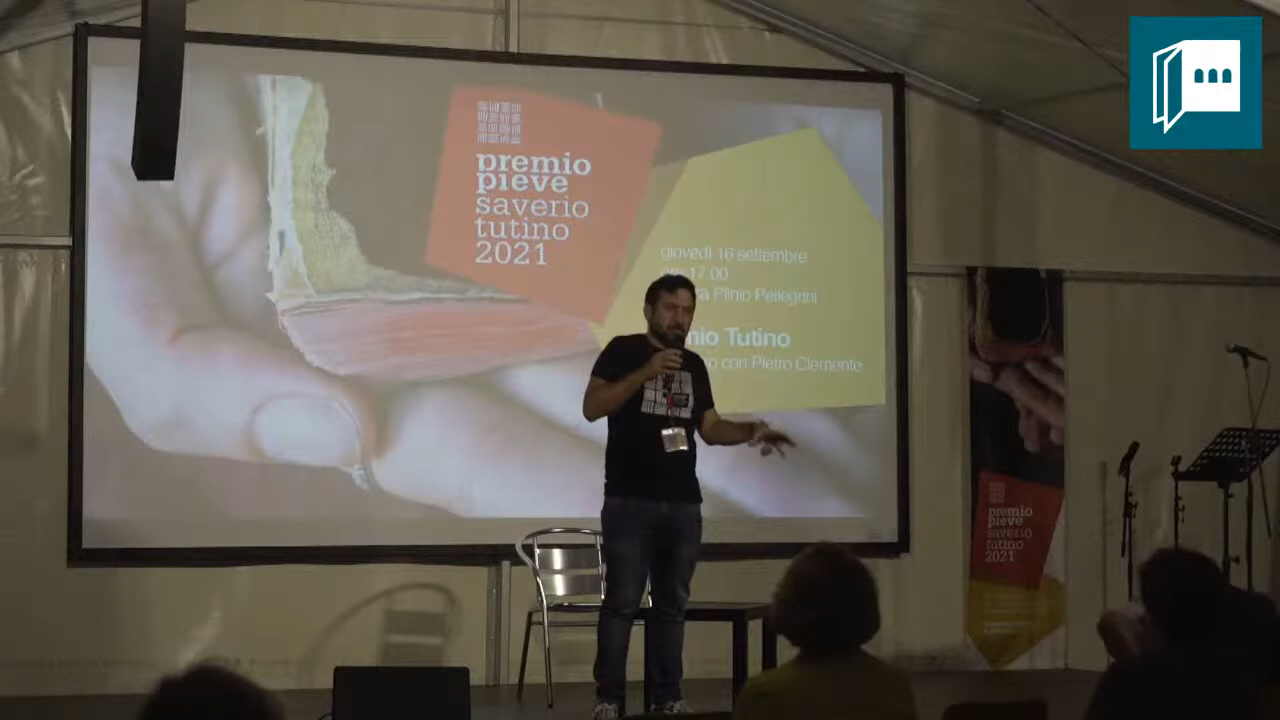 premio
pieve
saverio
tutino
2021
giovedì 16 settembre
17.00
Plinio Pellegrini
Tutino
con Pietro Clemente
premio
pieve
saverio
tutino
2021